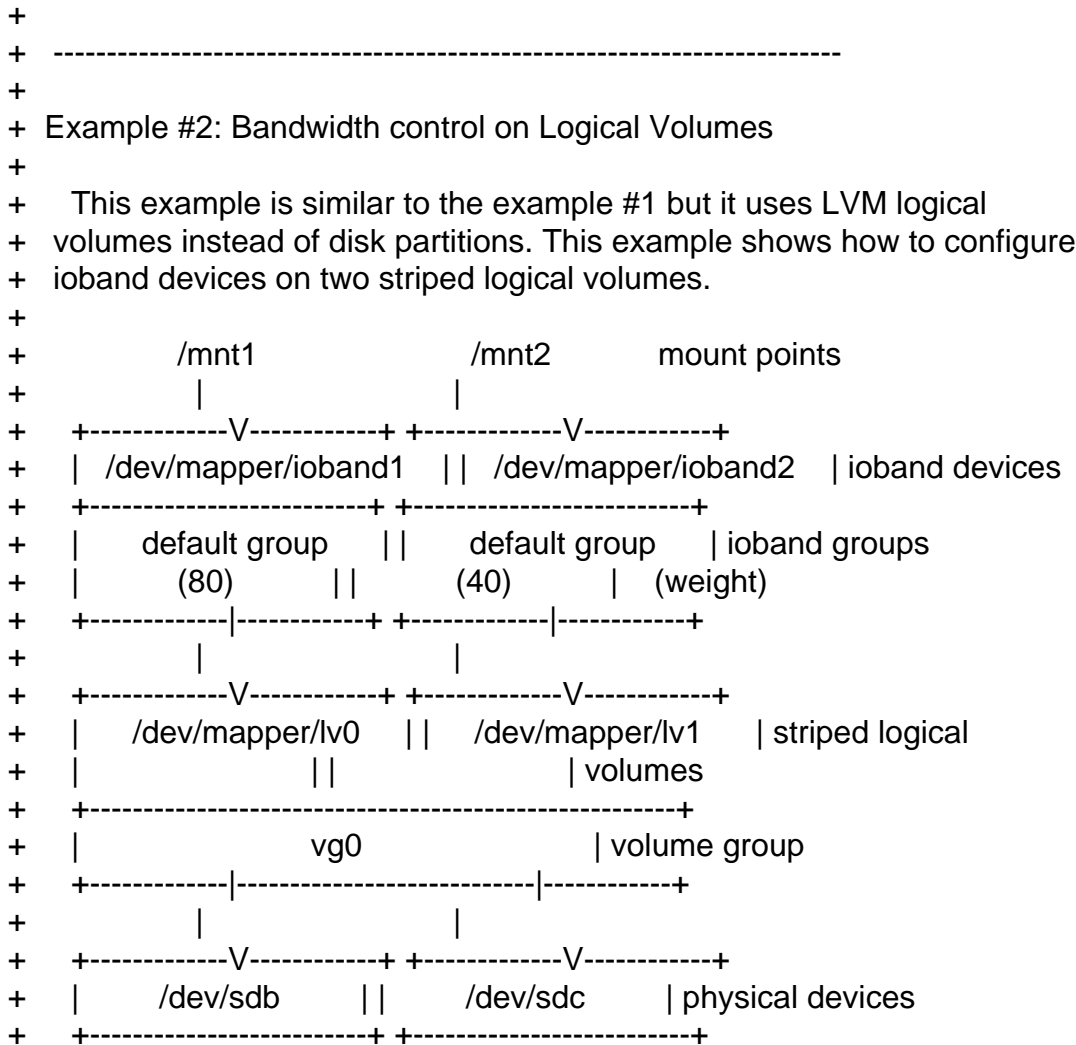 +
+ --------------------------------------------------------------------------
+
+ Example #2: Bandwidth control on Logical Volumes
+
+ This example is similar to the example #1 but it uses LVM logical
+ volumes instead of disk partitions. This example shows how to configure
+ ioband devices on two striped logical volumes.
+
+ /mnt1 /mnt2 mount points
+ | |
+ +-------------V------------+ +-------------V------------+
+ | /dev/mapper/ioband1 | | /dev/mapper/ioband2 | ioband devices
+ +--------------------------+ +--------------------------+
+ | default group | | default group | ioband groups
+ | (80) | | (40) | (weight)
+ +-------------|------------+ +-------------|------------+
+ | |
+ +-------------V------------+ +-------------V------------+
+ | /dev/mapper/lv0 | | /dev/mapper/lv1 | striped logical
+ | | | | volumes
+ +-------------------------------------------------------+
+ | vg0 | volume group
+ +-------------|----------------------------|------------+
+ | |
+ +-------------V------------+ +-------------V------------+
+ | /dev/sdb | | /dev/sdc | physical devices
+ +--------------------------+ +--------------------------+